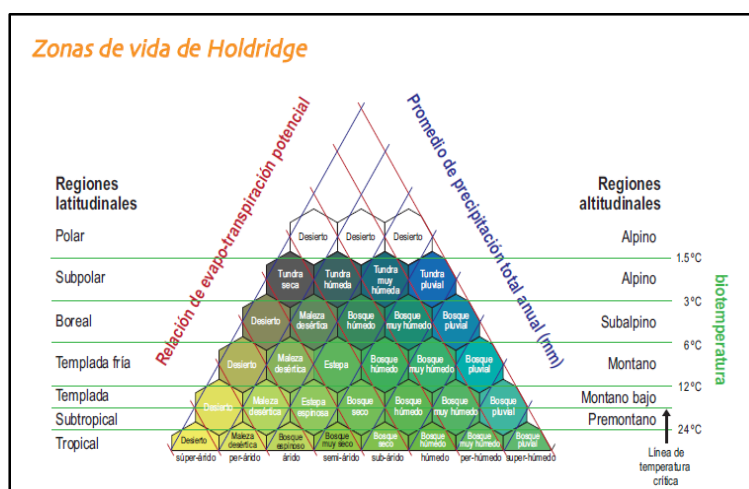 Zonas de vida de Holdridge
Relación de evapo-transpiración potencial
Promedio de precipitación total anual (mm)
Regiones
latitudinales
Regiones
altitudinales
Polar
Desierto
Desierto
Desierto
Alpino
1.5°C
Subpolar
Tundra
seca
Tundra
húmeda
Tundra
muy
húmeda
Tundra
pluvial
Alpino
3°C
Boreal
Desierto
Maleza
desértica
Bosque
húmedo
Bosque
muy húmedo
Bosque
pluvial
Subalpino
6°C
Templada fría
Desierto
Maleza
desértica
Estepa
Bosque
húmedo
Bosque
muy húmedo
Bosque
pluvial
Montano
12°C
Templada
Subtropical
Desierto
Maleza
desértica
Estepa
espinosa
Bosque
seco
Bosque
húmedo
Bosque
muy húmedo
Bosque
pluvial
Montano bajo
Premontano
24°C
Tropical
Desierto
Maleza
desértica
Bosque
espinoso
Bosque
muy seco
Bosque
seco
Bosque
húmedo
Bosque
muy húmedo
Bosque
pluvial
súper-árido
per-árido
árido
semi-árido
sub-árido
húmedo
per-húmedo
super-húmedo
biotemperatura
Línea de
temperatura
crítica